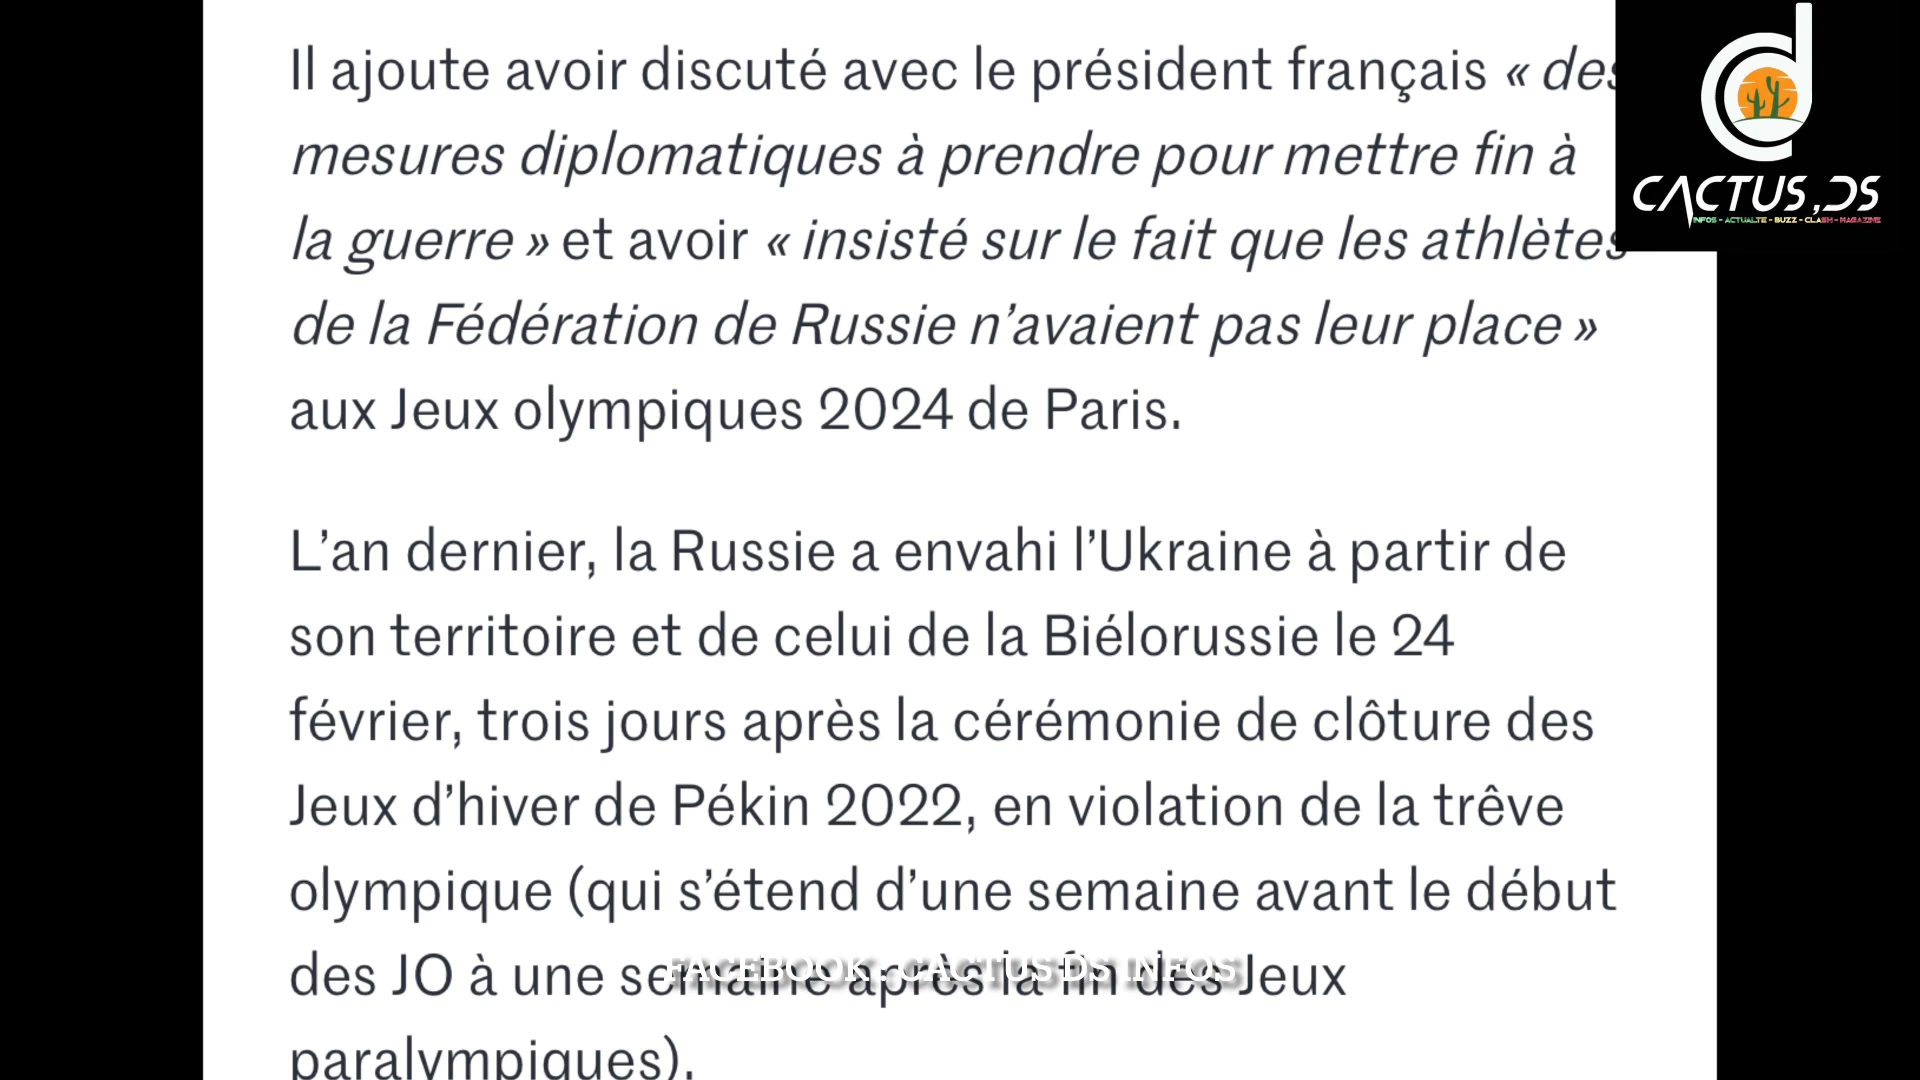 Il ajoute avoir discuté avec le président français « des
mesures diplomatiques à prendre pour mettre fin à
la guerre » et avoir « insisté sur le fait que les athlètes
de la Fédération de Russie n’avaient pas leur place »
aux Jeux olympiques 2024 de Paris.
L’an dernier, la Russie a envahi l’Ukraine à partir de
son territoire et de celui de la Biélorussie le 24
février, trois jours après la cérémonie de clôture des
Jeux d’hiver de Pékin 2022, en violation de la trêve
olympique (qui s’étend d’une semaine avant le début
des JO à une semaine après la fin des Jeux
paralympiques).
FACEBOOK : CACTUS DS INFOS
CACTUS,DS
INFOS - ACTUALTE - BUZZ - CLASH - MAGAZINE